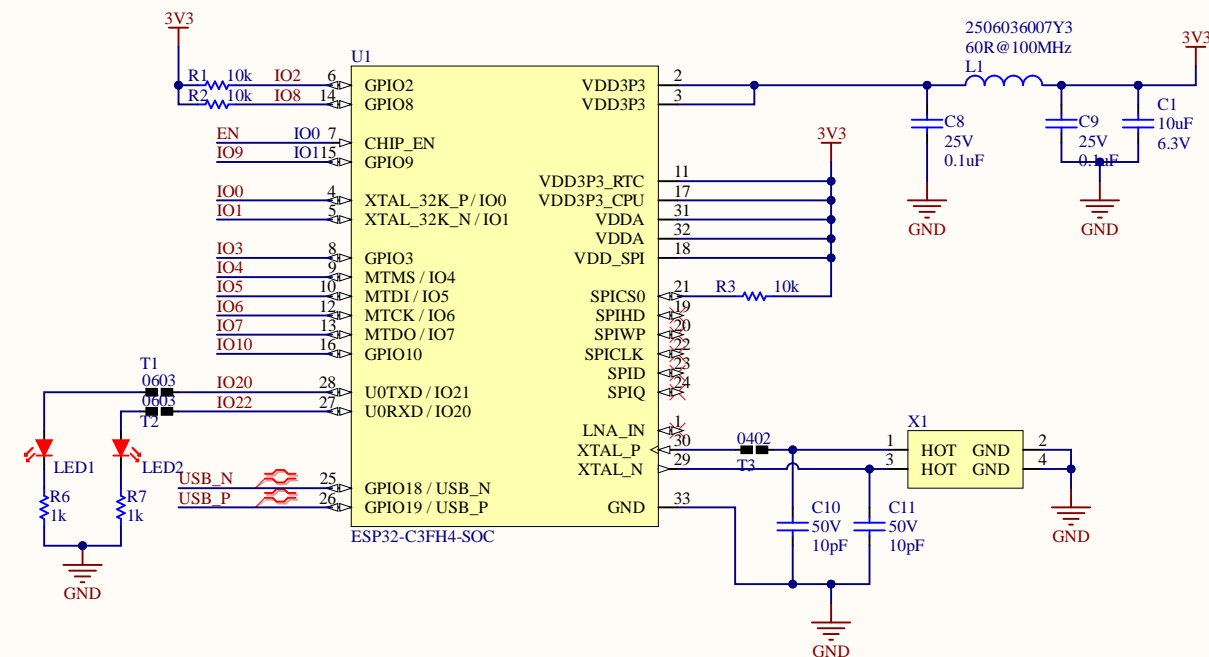 3V3
R1 10k IO2 6
R2 10k IO8 14
EN IO0 7
IO9 IO1 15
IO0 4
IO1 5
IO3 8
IO4 9
IO5 10
IO6 12
IO7 13
IO10 16
T1
0603 IO20 28
0603 IO22 27
T2
LED1
LED2
R6
1k
R7
1k
GND
USB_N 25
USB_P 26
U1
GPIO2
GPIO8
CHIP_EN
GPIO9
XTAL_32K_P / IO0
XTAL_32K_N / IO1
GPIO3
MTMS / IO4
MTDI / IO5
MTCK / IO6
MTDO / IO7
GPIO10
U0TXD / IO21
U0RXD / IO20
GPIO18 / USB_N
GPIO19 / USB_P
VDD3P3 2
VDD3P3 3
VDD3P3_RTC 11
VDD3P3_CPU 17
VDDA 31
VDDA 32
VDD_SPI 18
SPICS0 21
SPIHD 19
SPIWP 20
SPICLK 22
SPID 23
SPIQ 24
LNA_IN 1
XTAL_P 30
XTAL_N 29
GND 33
ESP32-C3FH4-SOC
3V3
R3 10k
2506036007Y3
60R@100MHz
L1
3V3
C8
25V
0.1uF
C9
25V
0.1uF
C1
10uF
6.3V
GND
GND
0402
T3
X1
1 HOT GND 2
3 HOT GND 4
GND
C10
50V
10pF
C11
50V
10pF
GND